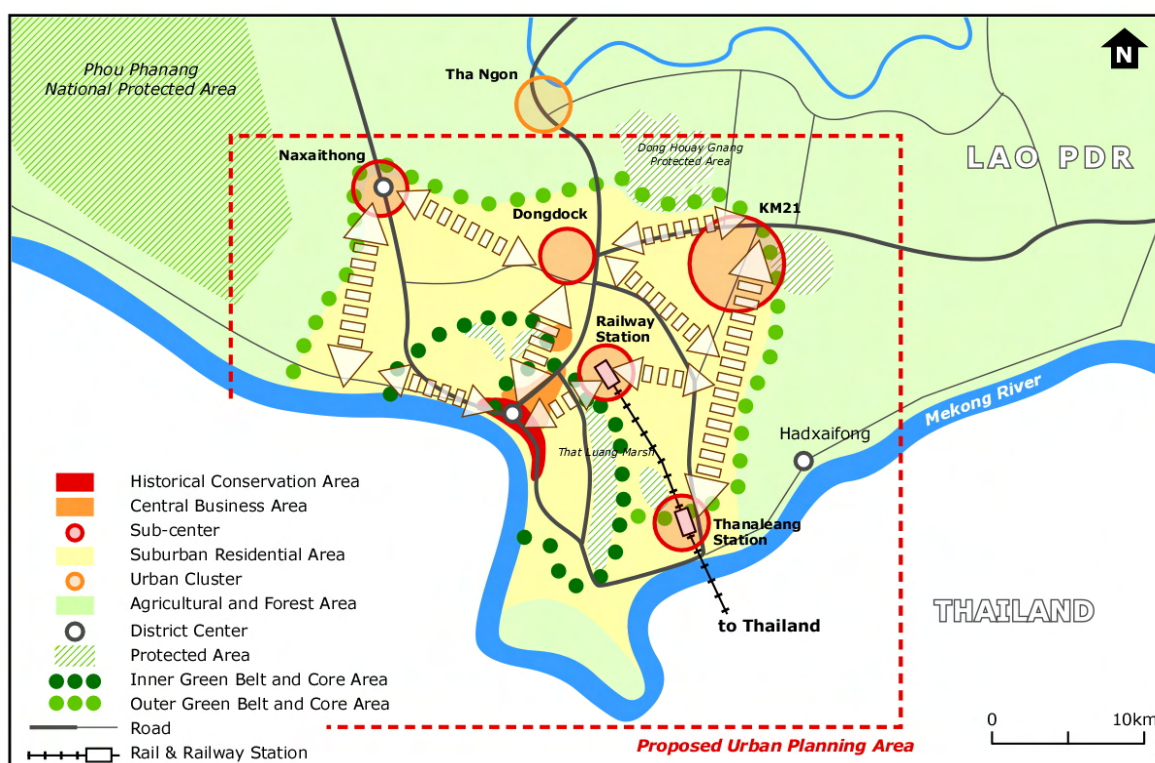 Phou Phanang
National Protected Area
Tha Ngon
N
Naxaithong
Dong Houay Gnang
Protected Area
LAO PDR
Dongdock
KM21
Railway
Station
Mekong River
Hadxaifong
That Luang Marsh
Thanaleang
Station
to Thailand
THAILAND
Historical Conservation Area
Central Business Area
Sub-center
Suburban Residential Area
Urban Cluster
Agricultural and Forest Area
District Center
Protected Area
Inner Green Belt and Core Area
Outer Green Belt and Core Area
Road
Rail & Railway Station
0 10km
Proposed Urban Planning Area